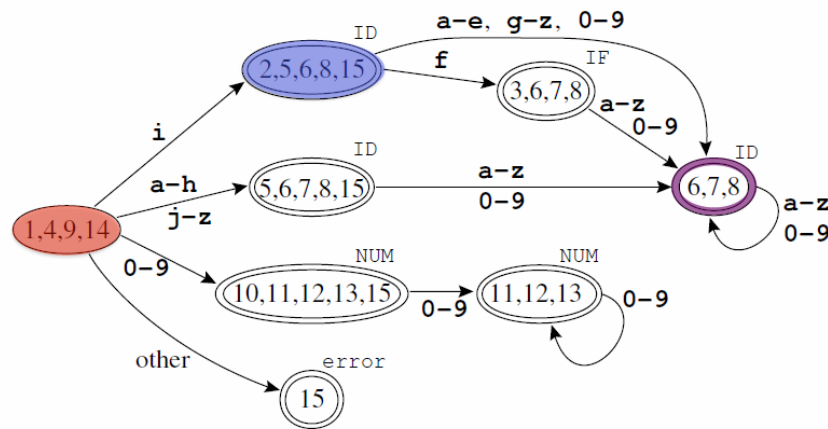 ID
a-e, g-z, 0-9
2,5,6,8,15
f
IF
3,6,7,8
a-z
0-9
i
ID
ID
a-h
5,6,7,8,15
a-z
6,7,8
j-z
0-9
a-z
1,4,9,14
0-9
0-9
NUM
NUM
10,11,12,13,15
0-9
11,12,13
0-9
other
error
15